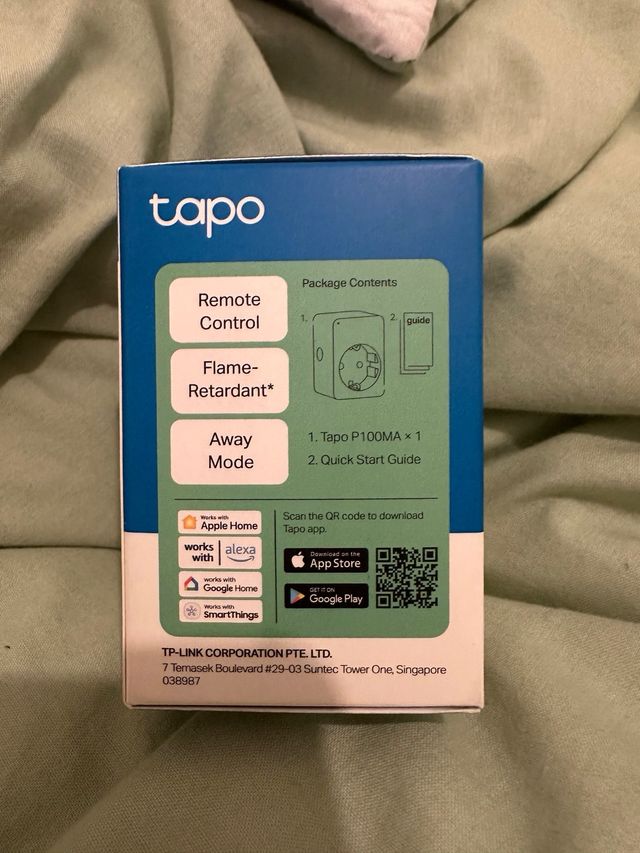 tapo
Remote
Control
Flame-
Retardant*
Away
Mode
Package Contents
1.
2.
guide
1. Tapo P100MA × 1
2. Quick Start Guide
Works with
Apple Home
works
with
alexa
works with
Google Home
Works with
SmartThings
Scan the QR code to download
Tapo app.
Download on the
App Store
GET IT ON
Google Play
TP-LINK CORPORATION PTE. LTD.
7 Temasek Boulevard #29-03 Suntec Tower One, Singapore
038987